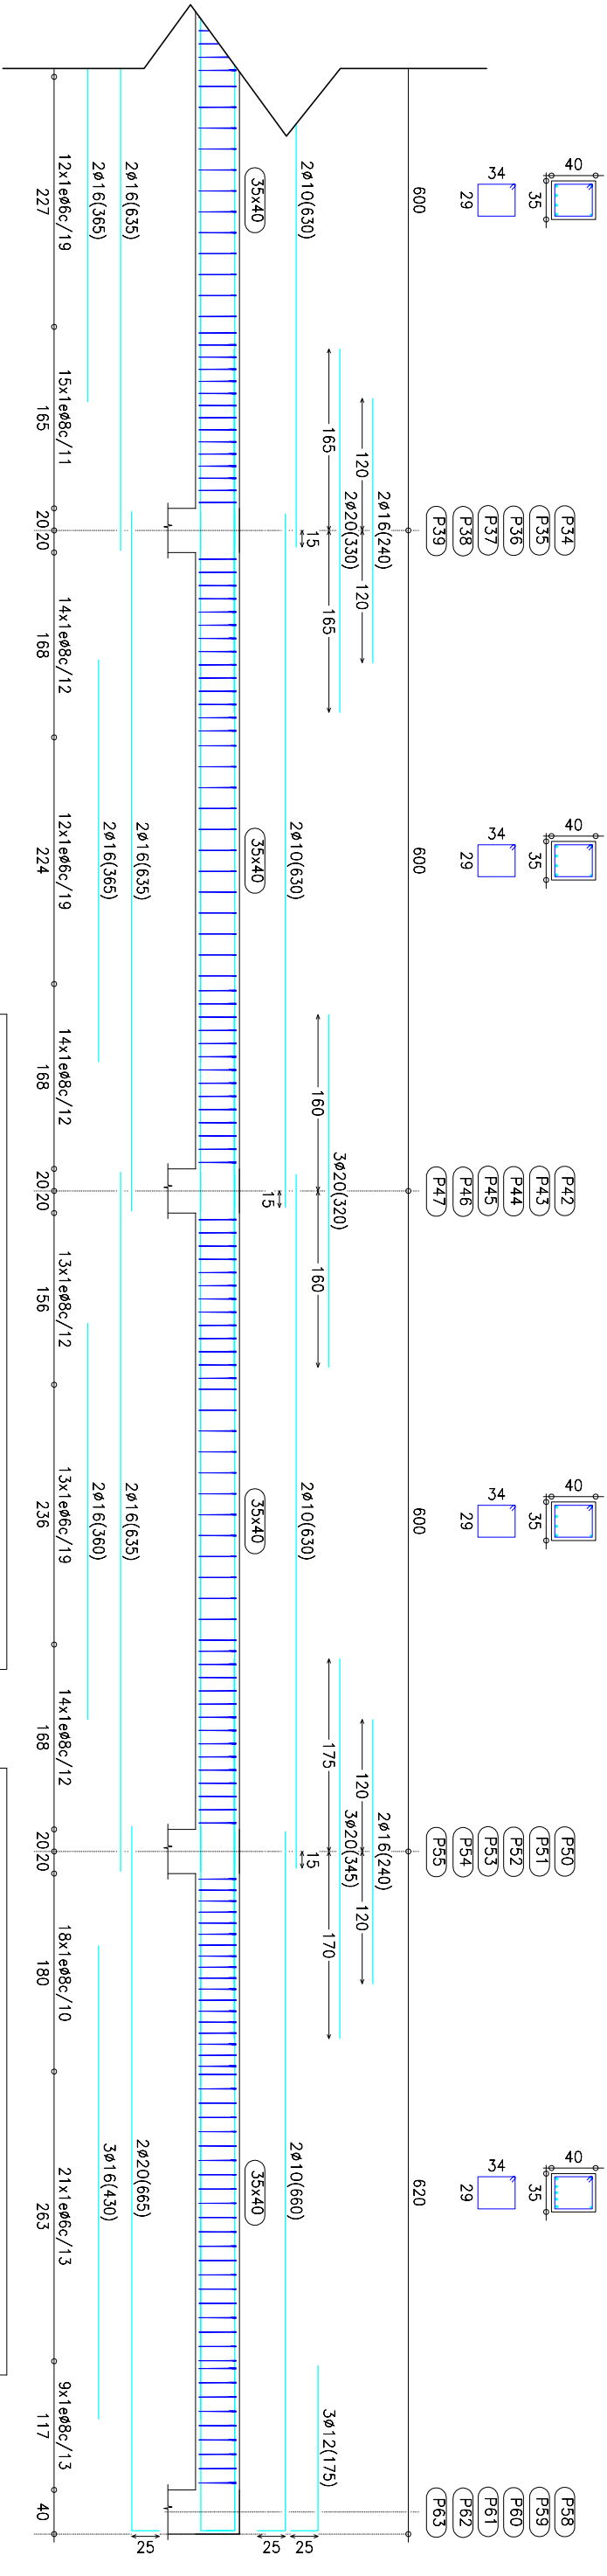 40
35
34
29
40
35
34
29
40
35
34
29
40
35
34
29
P34
P35
P36
P37
P38
P39
P42
P43
P44
P45
P46
P47
P50
P51
P52
P53
P54
P55
P58
P59
P60
P61
P62
P63
600
600
600
620
2ø16(240)
120
120
2ø20(330)
165
165
3ø20(320)
160
160
2ø16(240)
120
120
3ø20(345)
175
170
3ø12(175)
2ø10(630)
15
2ø10(630)
15
2ø10(630)
15
2ø10(660)
25
25
35x40
35x40
35x40
35x40
2ø16(635)
2ø16(365)
2ø16(635)
2ø16(365)
2ø16(635)
2ø16(360)
2ø20(665)
3ø16(430)
25
12x1eø6c/19
15x1eø8c/11
14x1eø8c/12
12x1eø6c/19
14x1eø8c/12
13x1eø8c/12
13x1eø6c/19
14x1eø8c/12
18x1eø8c/10
21x1eø6c/13
9x1eø8c/13
227
165
20
20
168
224
168
20
20
156
236
168
20
20
180
263
117
40